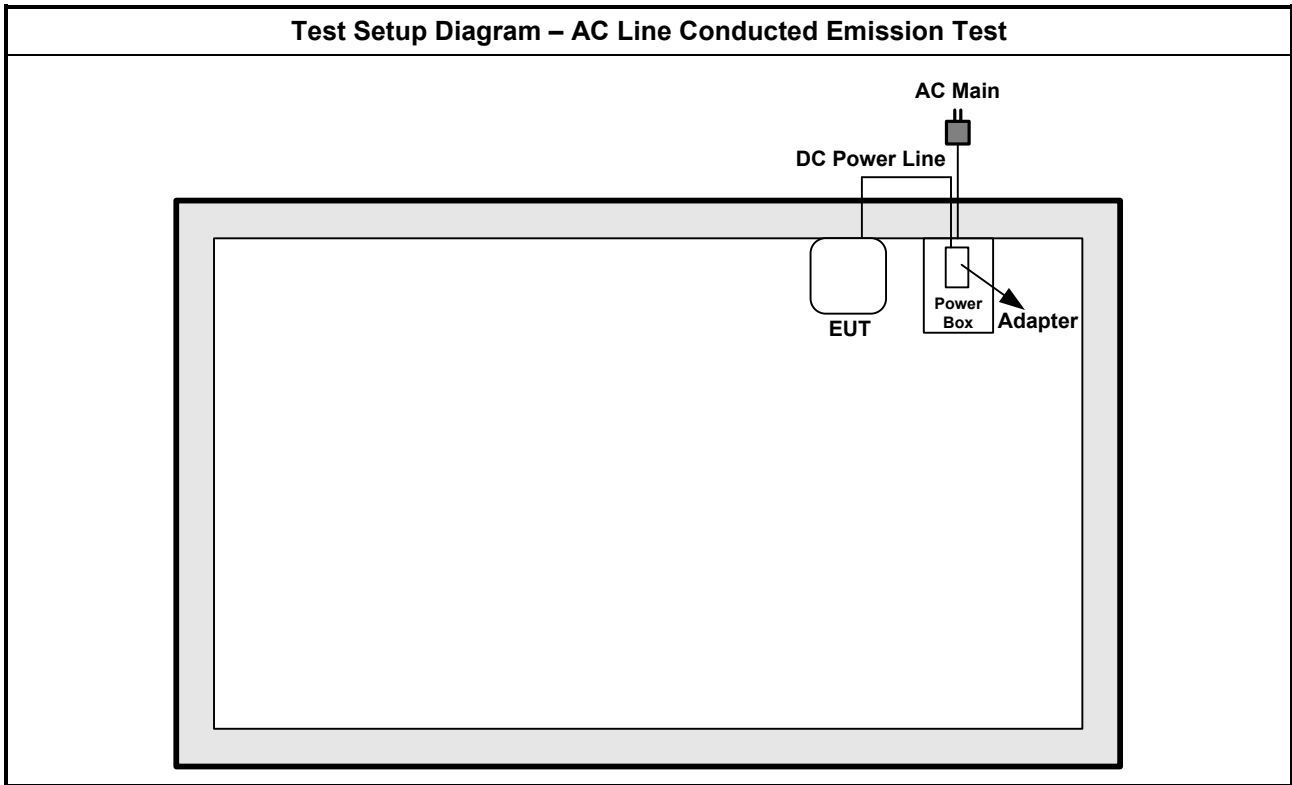 Test Setup Diagram – AC Line Conducted Emission Test
AC Main
DC Power Line
EUT
Power
Box
Adapter